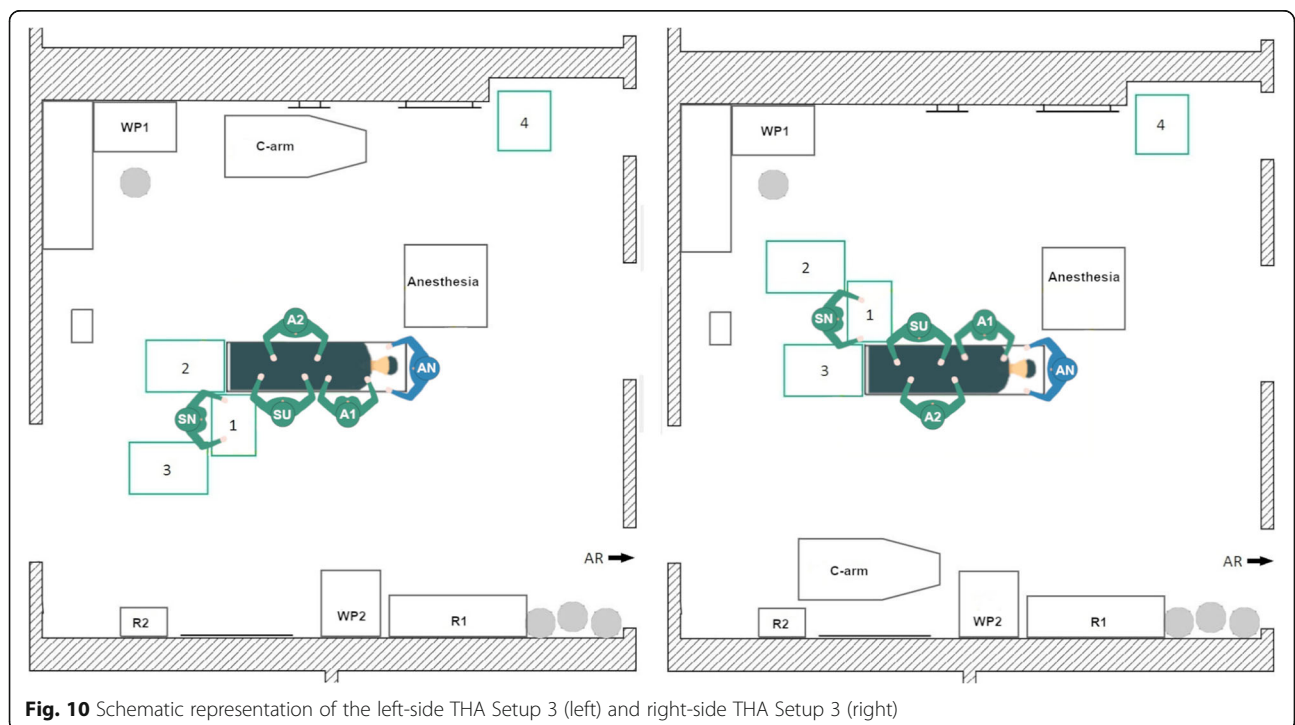 WP1
C-arm
4
Anesthesia
A2
AN
2
SN
1
SU
A1
3
AR
WP2
R1
R2
WP1
4
2
Anesthesia
1
SN
SU
A1
3
AN
A2
AR
C-arm
R2
WP2
R1
Fig. 10 Schematic representation of the left-side THA Setup 3 (left) and right-side THA Setup 3 (right)